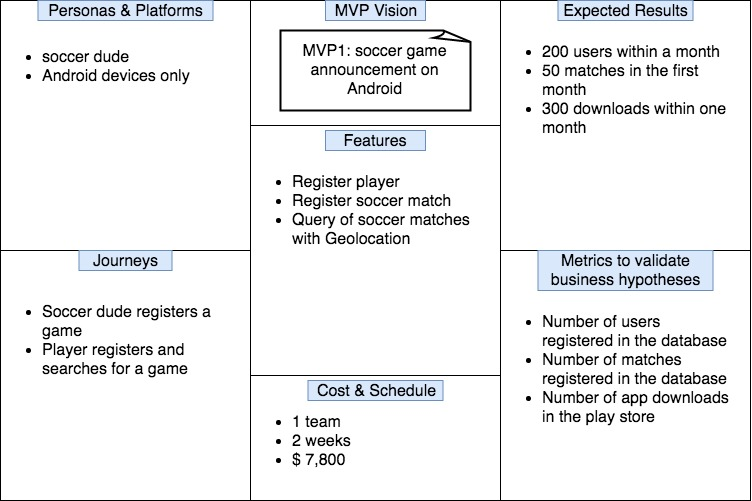 Personas & Platforms
• soccer dude
• Android devices only
MVP Vision
MVP1: soccer game
announcement on
Android
Expected Results
• 200 users within a month
• 50 matches in the first
month
• 300 downloads within one
month
Features
• Register player
• Register soccer match
• Query of soccer matches
with Geolocation
Journeys
• Soccer dude registers a
game
• Player registers and
searches for a game
Metrics to validate
business hypotheses
• Number of users
registered in the database
• Number of matches
registered in the database
• Number of app downloads
in the play store
Cost & Schedule
• 1 team
• 2 weeks
• $ 7,800